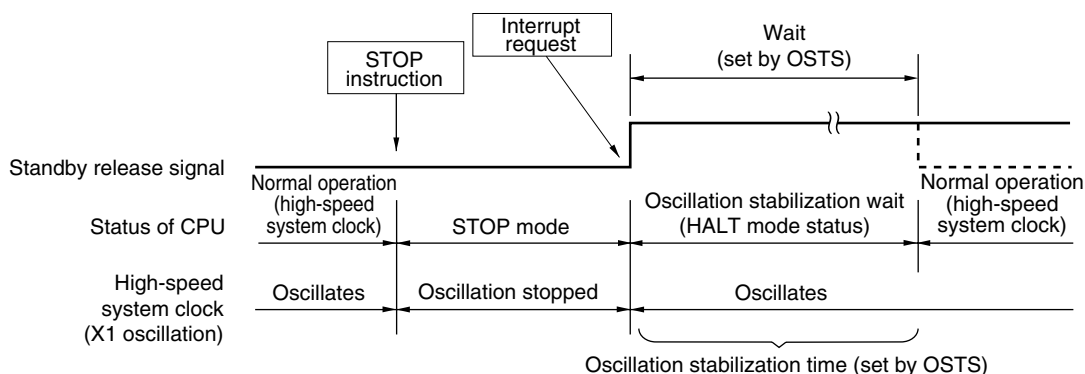 Interrupt
request
STOP
instruction
Wait
(set by OSTS)
Standby release signal
Normal operation
(high-speed
system clock)
Status of CPU
STOP mode
Oscillation stabilization wait
(HALT mode status)
Normal operation
(high-speed
system clock)
High-speed
system clock
(X1 oscillation)
Oscillates
Oscillation stopped
Oscillates
Oscillation stabilization time (set by OSTS)